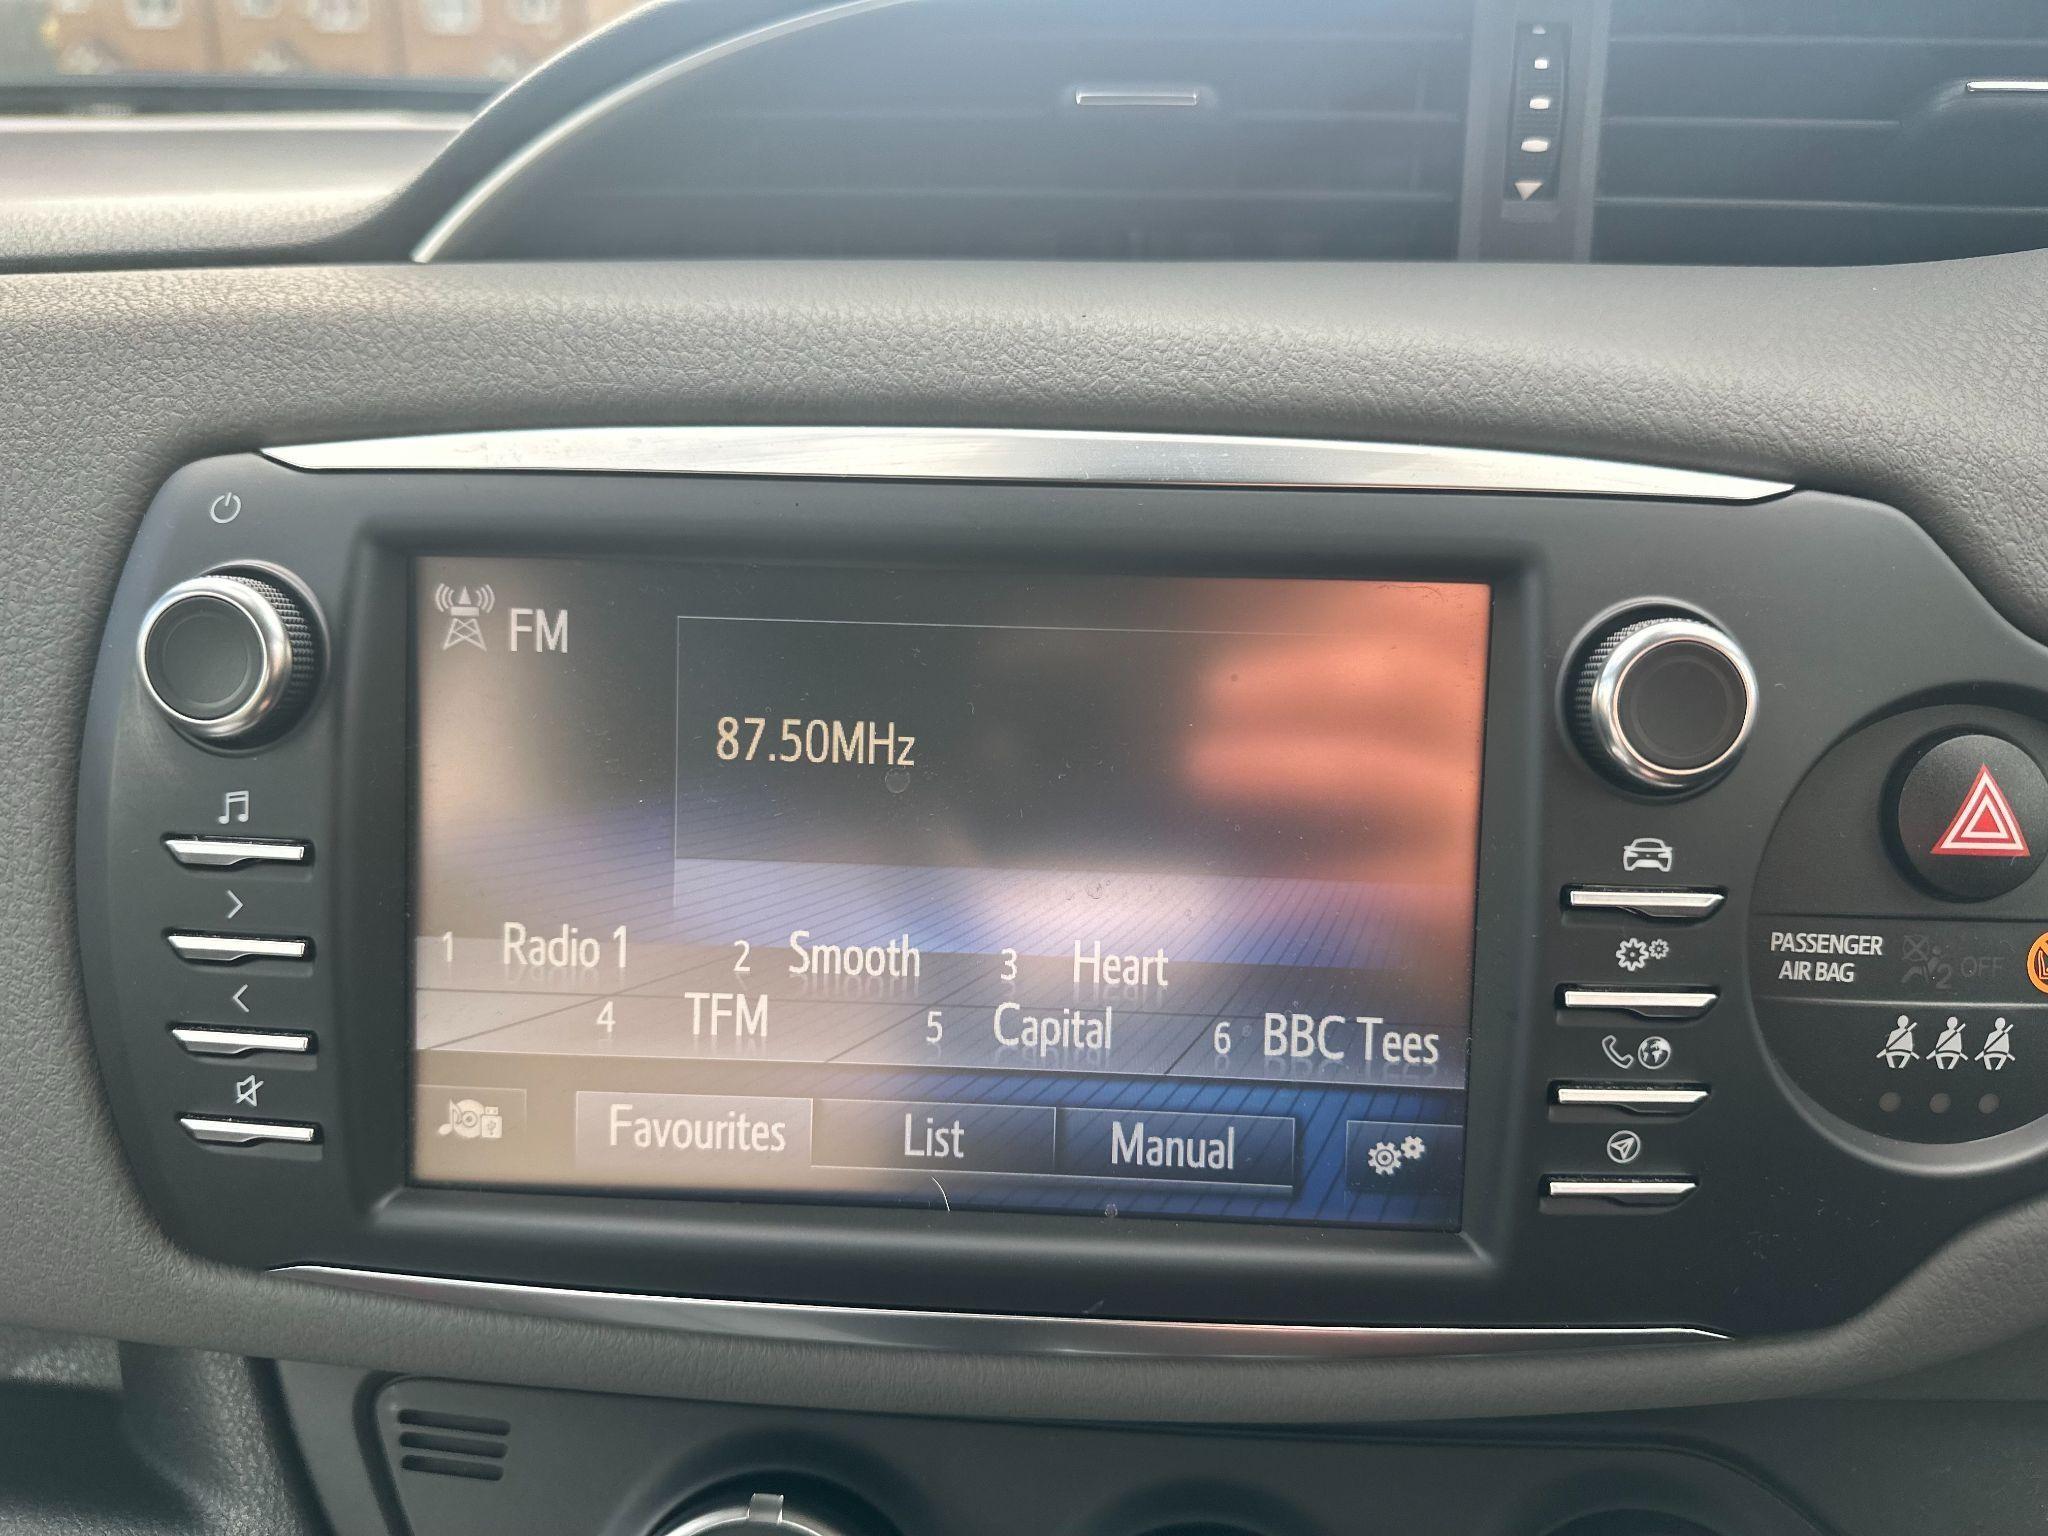 FM
87.50MHz
1 Radio 1 2 Smooth 3 Heart
4 TFM 5 Capital 6 BBC Tees
Favourites List Manual
PASSENGER
AIR BAG
2 OFF